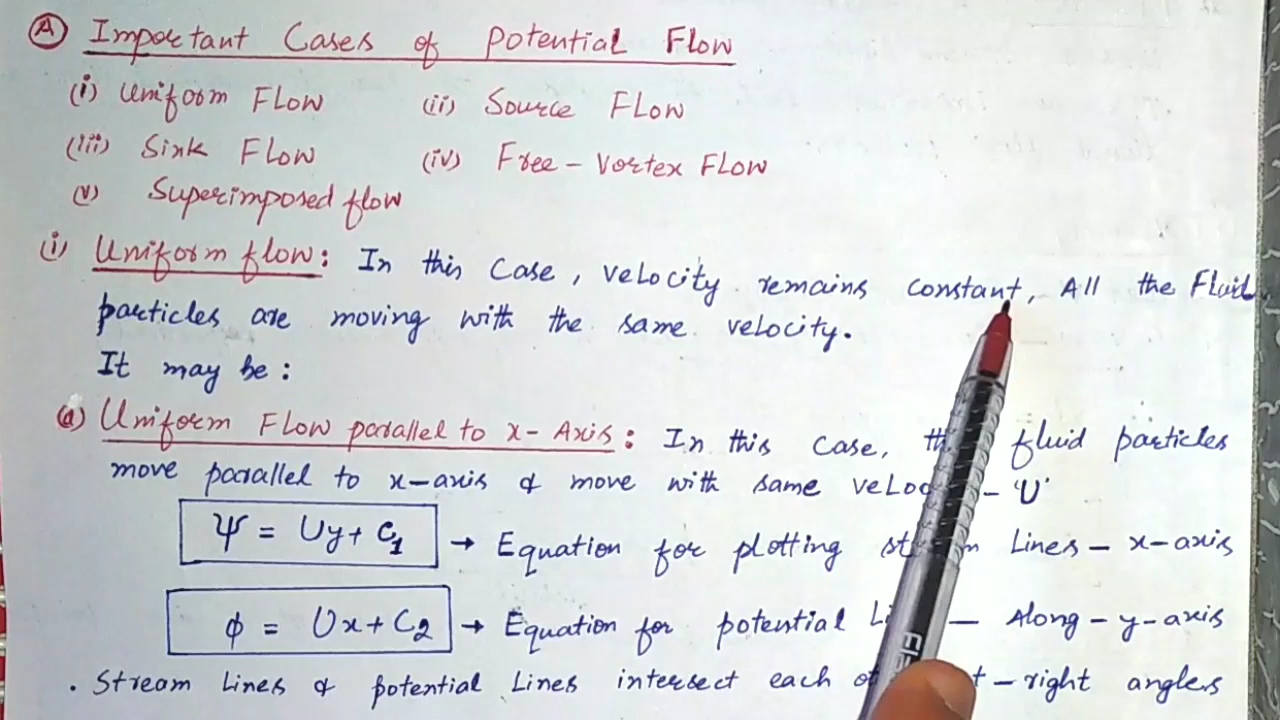 A Important Cases of Potential Flow
(i) Uniform Flow (ii) Source Flow
(iii) Sink Flow (iv) Free - Vortex Flow
(v) Superimposed flow
(i) Uniform flow: In this Case, velocity remains constant, All the Fluid
particles are moving with the same velocity.
It may be:
(a) Uniform Flow parallel to x-Axis: In this case, fluid particles
move parallel to x-axis & move with same - 'U'
Ψ = Uy + C₁ → Equation for plotting Lines - x-axis
ϕ = Ux + C₂ → Equation for potential — Along - y-axis
. Stream Lines & potential Lines intersect each - right anglers